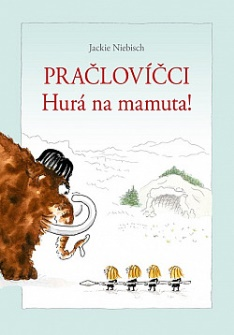 Jackie Niebisch
PRAČLOVÍČCI
Hurá na mamuta!